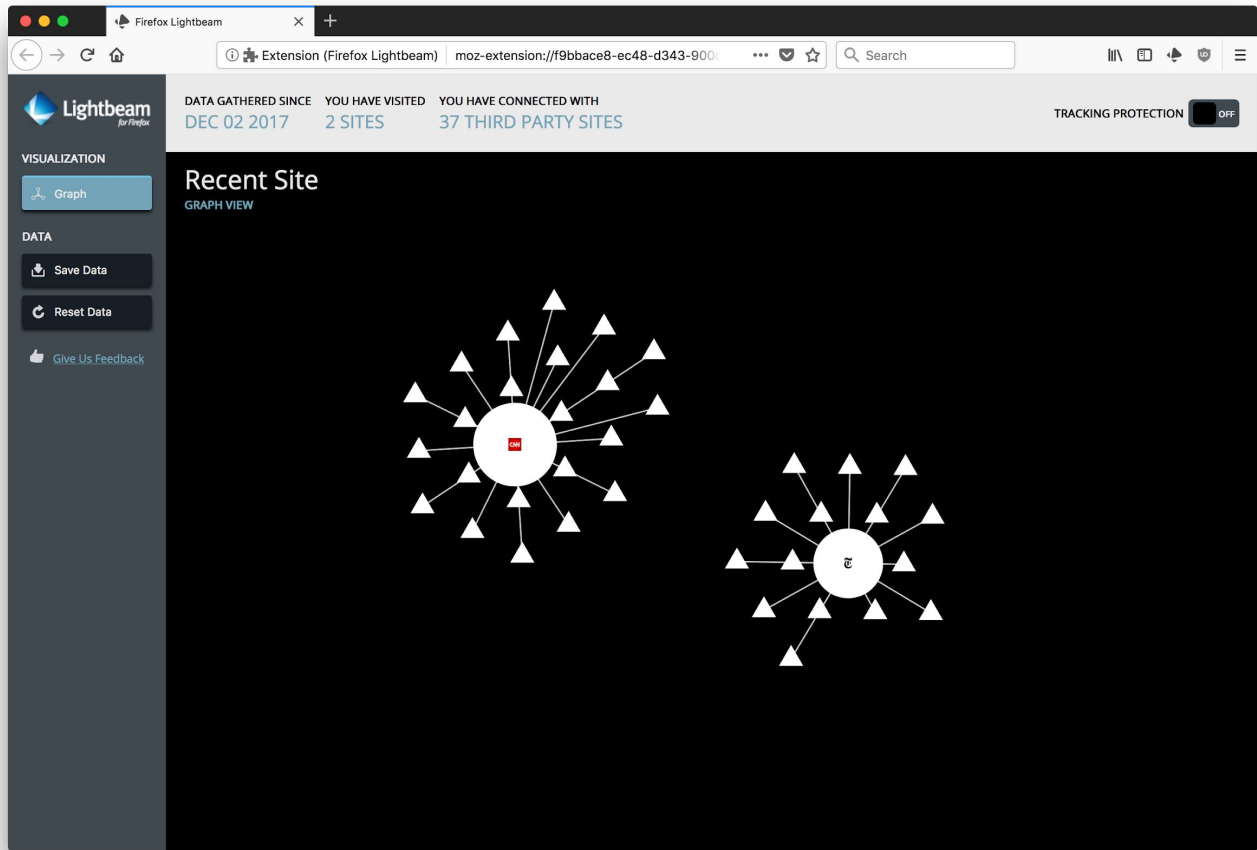 Firefox Lightbeam
Extension (Firefox Lightbeam) moz-extension://f9bbace8-ec48-d343-900
Search
Lightbeam
for Firefox
DATA GATHERED SINCE YOU HAVE VISITED YOU HAVE CONNECTED WITH
DEC 02 2017 2 SITES 37 THIRD PARTY SITES
TRACKING PROTECTION OFF
VISUALIZATION
Graph
DATA
Save Data
Reset Data
Give Us Feedback
Recent Site
GRAPH VIEW
CNN
T